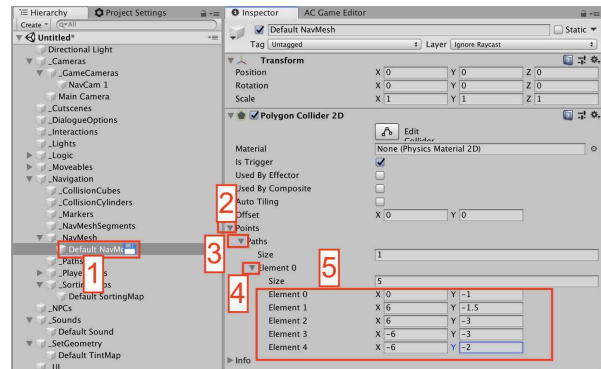 Hierarchy
Project Settings
Create
Q▾All
Untitled*
Directional Light
_Cameras
_GameCameras
NavCam 1
Main Camera
_Cutscenes
_DialogueOptions
_Interactions
_Lights
_Logic
_Moveables
_Navigation
_CollisionCubes
_CollisionCylinders
_Markers
_NavMeshSegments
_NavMesh
Default NavMe
1
_Paths
Default SortingMap
_NPCs
_Sounds
Default Sound
_SetGeometry
Default TintMap
_UI
Inspector
AC Game Editor
Default NavMesh
Static
Tag Untagged
Layer Ignore Raycast
Transform
Position X 0 Y 0 Z 0
Rotation X 0 Y 0 Z 0
Scale X 1 Y 1 Z 1
Polygon Collider 2D
Edit
Collider
Material None (Physics Material 2D)
Is Trigger
Used By Effector
Used By Composite
Auto Tiling
Offset X 0 Y 0
2
Points
3
Paths
Size 1
4
Element 0
5
Size 5
Element 0 X 0 Y -1
Element 1 X 6 Y -1.5
Element 2 X 6 Y -3
Element 3 X -6 Y -3
Element 4 X -6 Y -2
Info